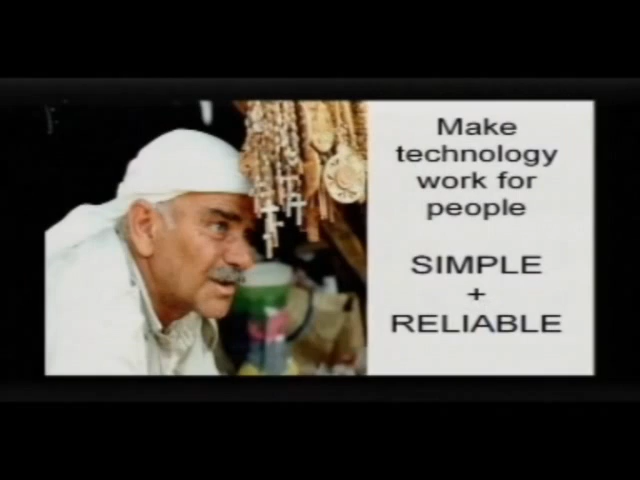 Make
technology
work for
people
SIMPLE
+
RELIABLE